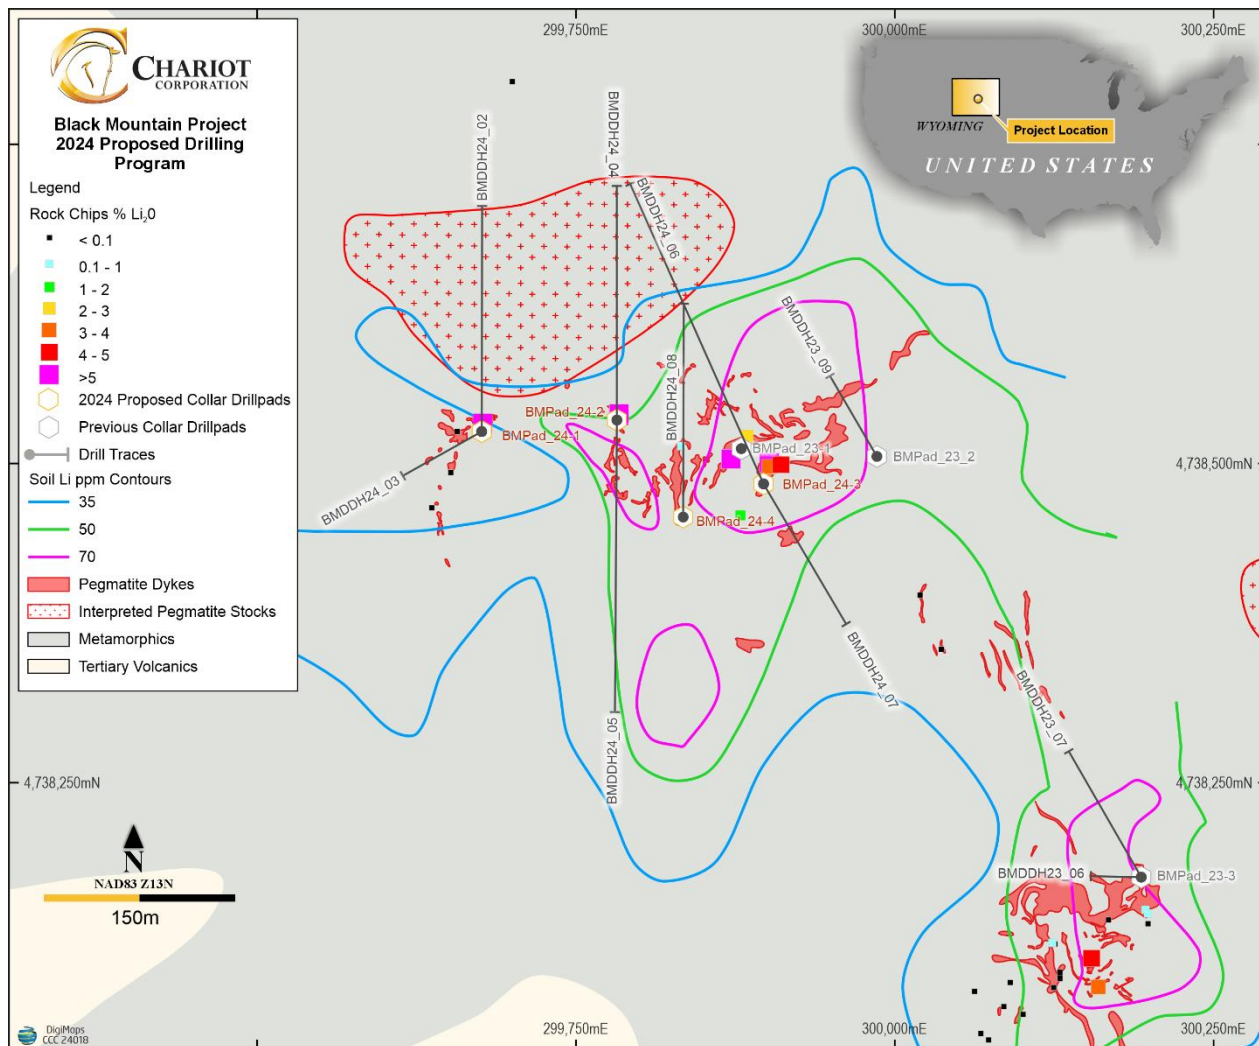 CHARIOT
CORPORATION
Black Mountain Project
2024 Proposed Drilling
Program
Legend
Rock Chips % Li₂0
< 0.1
0.1 - 1
1 - 2
2 - 3
3 - 4
4 - 5
>5
2024 Proposed Collar Drillpads
Previous Collar Drillpads
Drill Traces
Soil Li ppm Contours
35
50
70
Pegmatite Dykes
Interpreted Pegmatite Stocks
Metamorphics
Tertiary Volcanics
299,750mE
300,000mE
300,250mE
WYOMING
Project Location
UNITED STATES
BMDDH24_02
BMDDH24_04
BMDDH24_06
BMDDH24_08
BMDDH23_09
BMPad_24-2
BMPad_24-1
BMPad_23-1
BMPad_23_2
4,738,500mN
BMDDH24_03
BMPad_24-3
BMPad_24-4
BMDDH24_07
BMDDH24_05
BMDDH23_07
4,738,250mN
4,738,250mN
BMDDH23_06
BMPad_23-3
N
NAD83 Z13N
150m
DigiMaps
CCC 24018
299,750mE
300,000mE
300,250mE